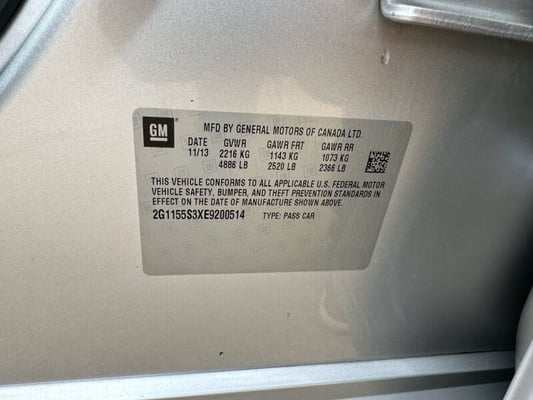 GM
MFD BY GENERAL MOTORS OF CANADA LTD.
DATE GVWR GAWR FRT GAWR RR
11/13 2216 KG 1143 KG 1073 KG
4886 LB 2520 LB 2366 LB
THIS VEHICLE CONFORMS TO ALL APPLICABLE U.S. FEDERAL MOTOR
VEHICLE SAFETY, BUMPER, AND THEFT PREVENTION STANDARDS IN
EFFECT ON THE DATE OF MANUFACTURE SHOWN ABOVE.
2G1155S3XE9200514 TYPE: PASS CAR